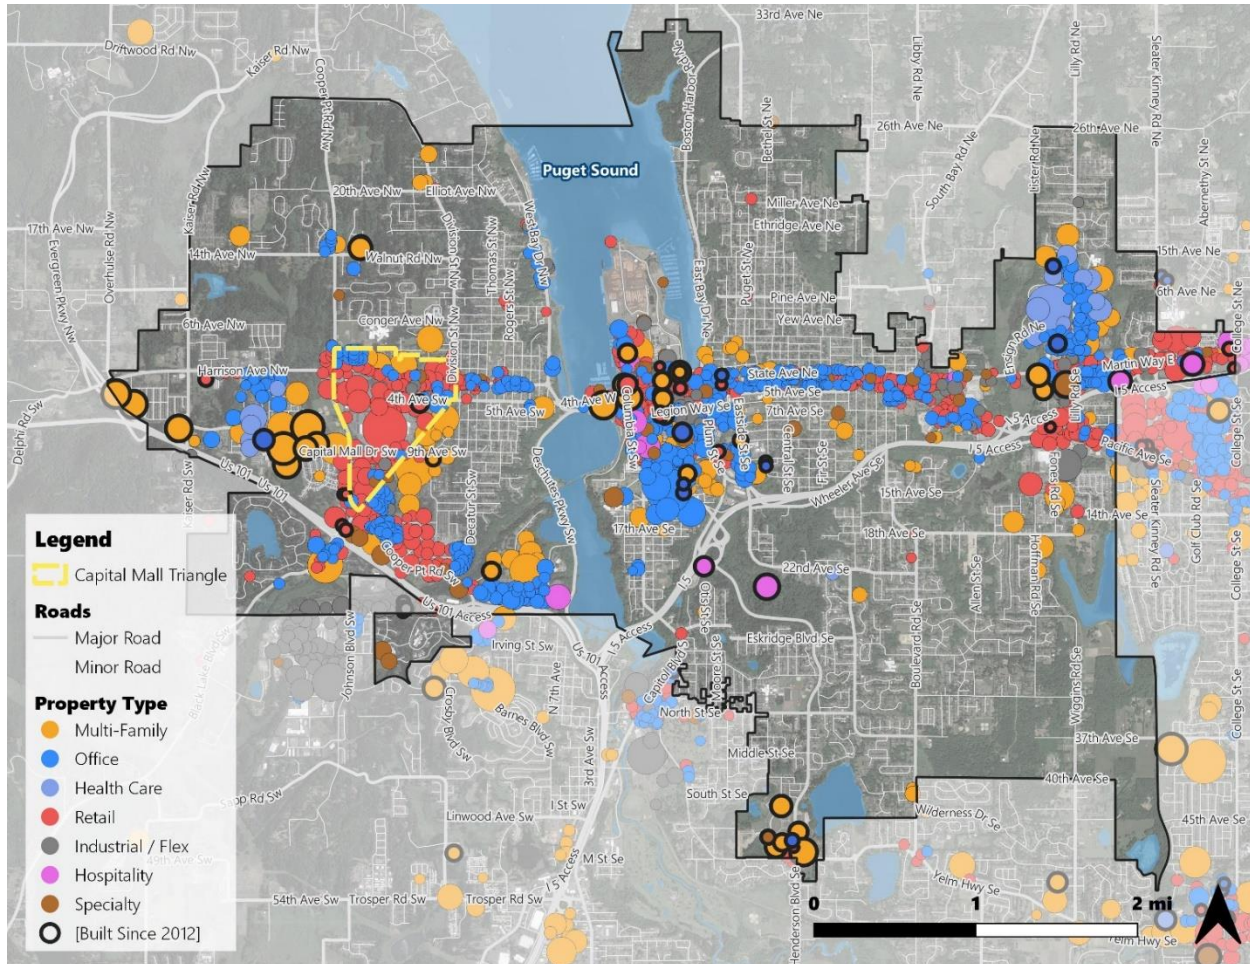 33rd Ave Ne
Driftwood Rd Nw
Kaiser Rd Nw
Cooper Pt Rd Nw
Boston Harbor Rd Ne
Libby Rd Ne
Lilly Rd Ne
Sleater Kinney Rd Ne
26th Ave Ne
26th Ave Ne
Bethel St Ne
South Bay Rd Ne
Lister Rd Ne
Abernethy St Ne
Puget Sound
20th Ave Nw
Elliot Ave Nw
Miller Ave Ne
Ethridge Ave Ne
17th Ave Nw
Evergreen Pkwy Nw
Overhulse Rd Nw
Kaiser Rd Nw
14th Ave Nw
Walnut Rd Nw
Division St Nw
Thomas St Nw
Rogers St Nw
West Bay Dr Nw
East Bay Dr Ne
Puget St Ne
15th Ave Ne
Pine Ave Ne
6th Ave Ne
Yew Ave Ne
6th Ave Nw
Conger Ave Nw
Division St Nw
Ensign Rd Ne
College St Ne
Harrison Ave Nw
State Ave Ne
Martin Way E
I 5 Access
4th Ave Sw
5th Ave Sw
4th Ave W
5th Ave Se
Legion Way Se
7th Ave Se
Delphi Rd Sw
Columbia St Sw
Plum St Se
Eastside St Se
Central St Se
Fir St Se
I 5 Access
I 5 Access
Lilly Rd Se
Pacific Ave Se
College St Se
Capital Mall Dr Sw
9th Ave Sw
Us 101
Us 101
Kaiser Rd Sw
Decatur St Sw
Deschutes Pkwy Sw
Wheeler Ave Se
15th Ave Se
Fones Rd Se
14th Ave Se
Sleater Kinney Rd Se
Golf Club Rd Se
17th Ave Se
18th Ave Se
Cooper Pt Rd Sw
22nd Ave Se
Hoffman Rd Se
Allen St Se
I 5
Otis St Se
Us 101 Access
Us 101 Access
I 5 Access
Irving St Sw
Eskridge Blvd Se
Boulevard Rd Se
College St Se
Black Lake Blvd Sw
Johnson Blvd Sw
Crosby Blvd Sw
Barnes Blvd Sw
N 7th Ave
Capitol Blvd S
Moore St Se
North St Se
Wiggins Rd Se
37th Ave Se
Middle St Se
3rd Ave Sw
40th Ave Se
South St Se
College St Se
Sapp Rd Sw
Linwood Ave Sw
I St Sw
Wilderness Dr Se
45th Ave Se
49th Ave Sw
M St Se
I 5 Access
Yelm Hwy Se
54th Ave Sw
Trosper Rd Sw
Trosper Rd Sw
Henderson Blvd Se
Yelm Hwy Se
Legend
Capital Mall Triangle
Roads
Major Road
Minor Road
Property Type
Multi-Family
Office
Health Care
Retail
Industrial / Flex
Hospitality
Specialty
[Built Since 2012]
0
1
2 mi